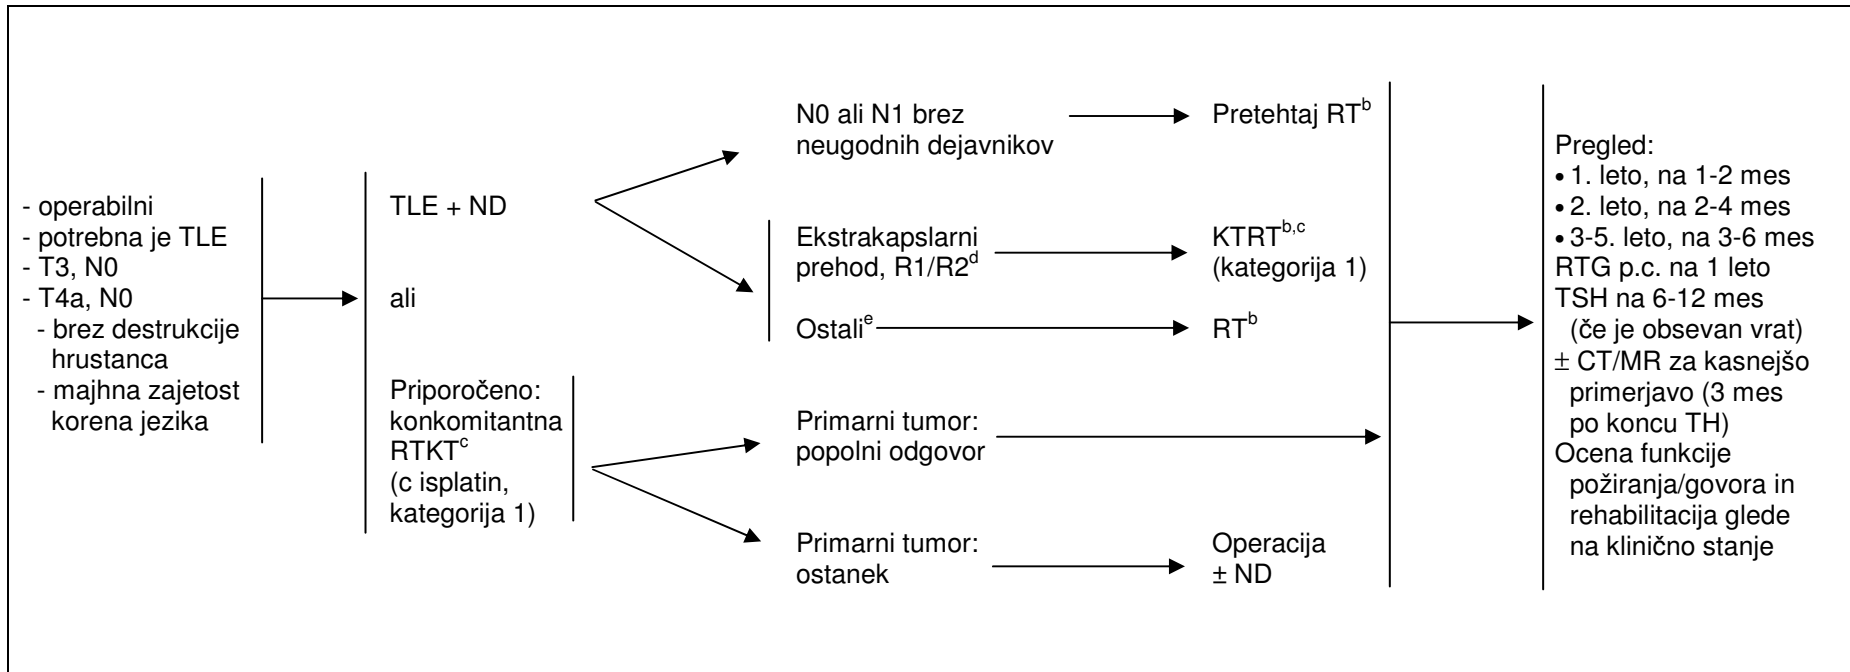 - operabilni
- potrebna je TLE
- T3, N0
- T4a, N0
- brez destrukcije
hrustanca
- majhna zajetost
korena jezika
TLE + ND
ali
Priporočeno:
konkomitantna
RTKTᶜ
(c isplatin,
kategorija 1)
N0 ali N1 brez
neugodnih dejavnikov
Pretehtaj RTᵇ
Ekstrakapslarni
prehod, R1/R2ᵈ
KTRTᵇ,ᶜ
(kategorija 1)
Ostaliᵉ
RTᵇ
Primarni tumor:
popolni odgovor
Primarni tumor:
ostanek
Operacija
± ND
Pregled:
• 1. leto, na 1-2 mes
• 2. leto, na 2-4 mes
• 3-5. leto, na 3-6 mes
RTG p.c. na 1 leto
TSH na 6-12 mes
(če je obsevan vrat)
± CT/MR za kasnejšo
primerjavo (3 mes
po koncu TH)
Ocena funkcije
požiranja/govora in
rehabilitacija glede
na klinično stanje